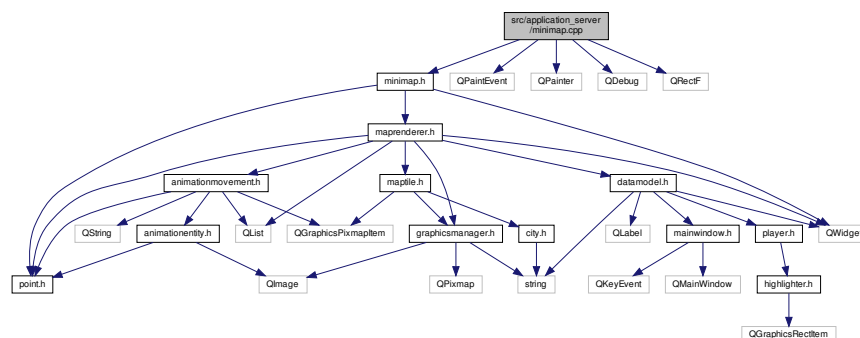 src/application_server
/minimap.cpp
minimap.h
QPaintEvent
QPainter
QDebug
QRectF
maprenderer.h
animationmovement.h
maptile.h
datamodel.h
QString
animationentity.h
QList
QGraphicsPixmapItem
graphicsmanager.h
city.h
QLabel
mainwindow.h
player.h
QWidget
point.h
QImage
QPixmap
string
QKeyEvent
QMainWindow
highlighter.h
QGraphicsRectItem